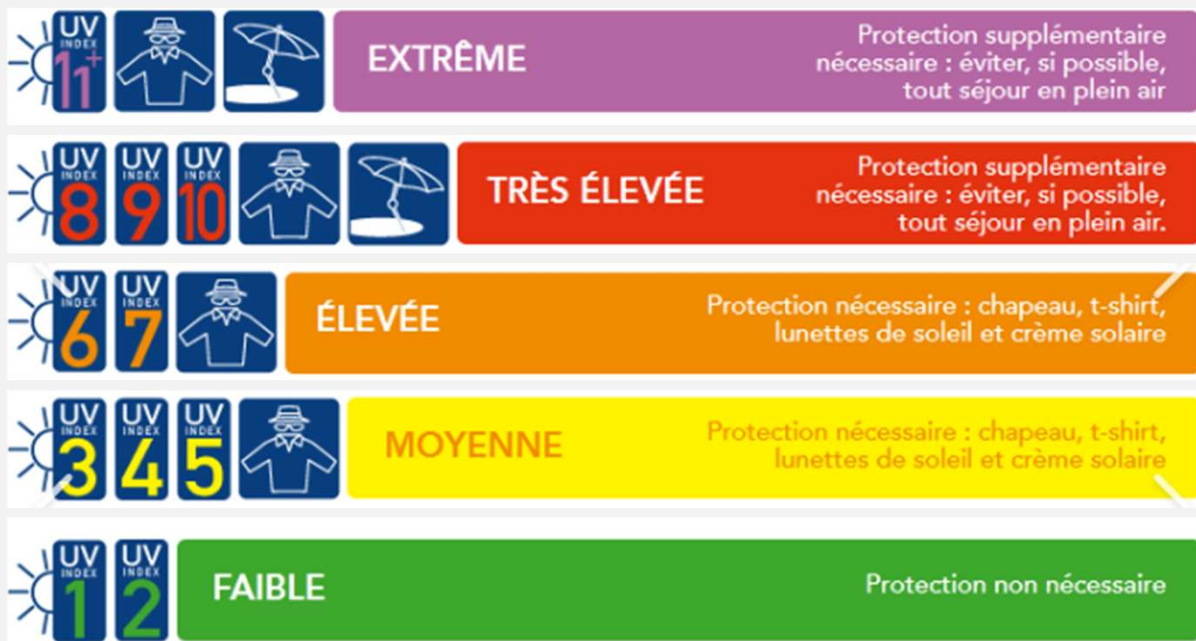 UV UV INDEX 11+
EXTRÊME
Protection supplémentaire
nécessaire : éviter, si possible,
tout séjour en plein air
UV INDEX 8
UV INDEX 9
UV INDEX 10
TRÈS ÉLEVÉE
Protection supplémentaire
nécessaire : éviter, si possible,
tout séjour en plein air.
UV INDEX 6
UV INDEX 7
ÉLEVÉE
Protection nécessaire : chapeau, t-shirt,
lunettes de soleil et crème solaire
UV INDEX 3
UV INDEX 4
UV INDEX 5
MOYENNE
Protection nécessaire : chapeau, t-shirt,
lunettes de soleil et crème solaire
UV INDEX 1
UV INDEX 2
FAIBLE
Protection non nécessaire